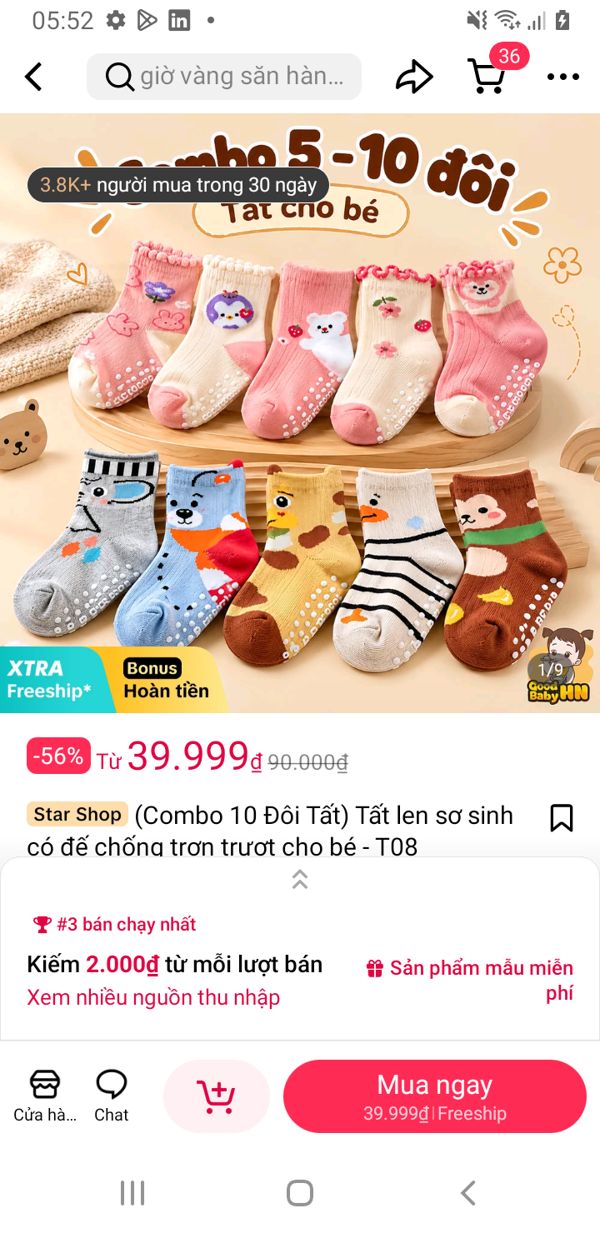 05:52
giờ vàng săn hàn...
36
Combo 5-10 đôi
3.8K+ người mua trong 30 ngày
Tất cho bé
XTRA
Freeship*
Bonus
Hoàn tiền
1/9
Good
Baby HN
-56% Từ 39.999₫ 90.000₫
Star Shop (Combo 10 Đôi Tất) Tất len sơ sinh
có đế chống trơn trượt cho bé - T08
#3 bán chạy nhất
Kiếm 2.000₫ từ mỗi lượt bán
Xem nhiều nguồn thu nhập
Sản phẩm mẫu miễn
phí
Cửa hà...
Chat
Mua ngay
39.999₫ | Freeship